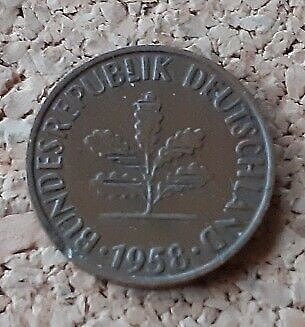 BUNDESREPUBLIK DEUTSCHLAND
· 1958 ·